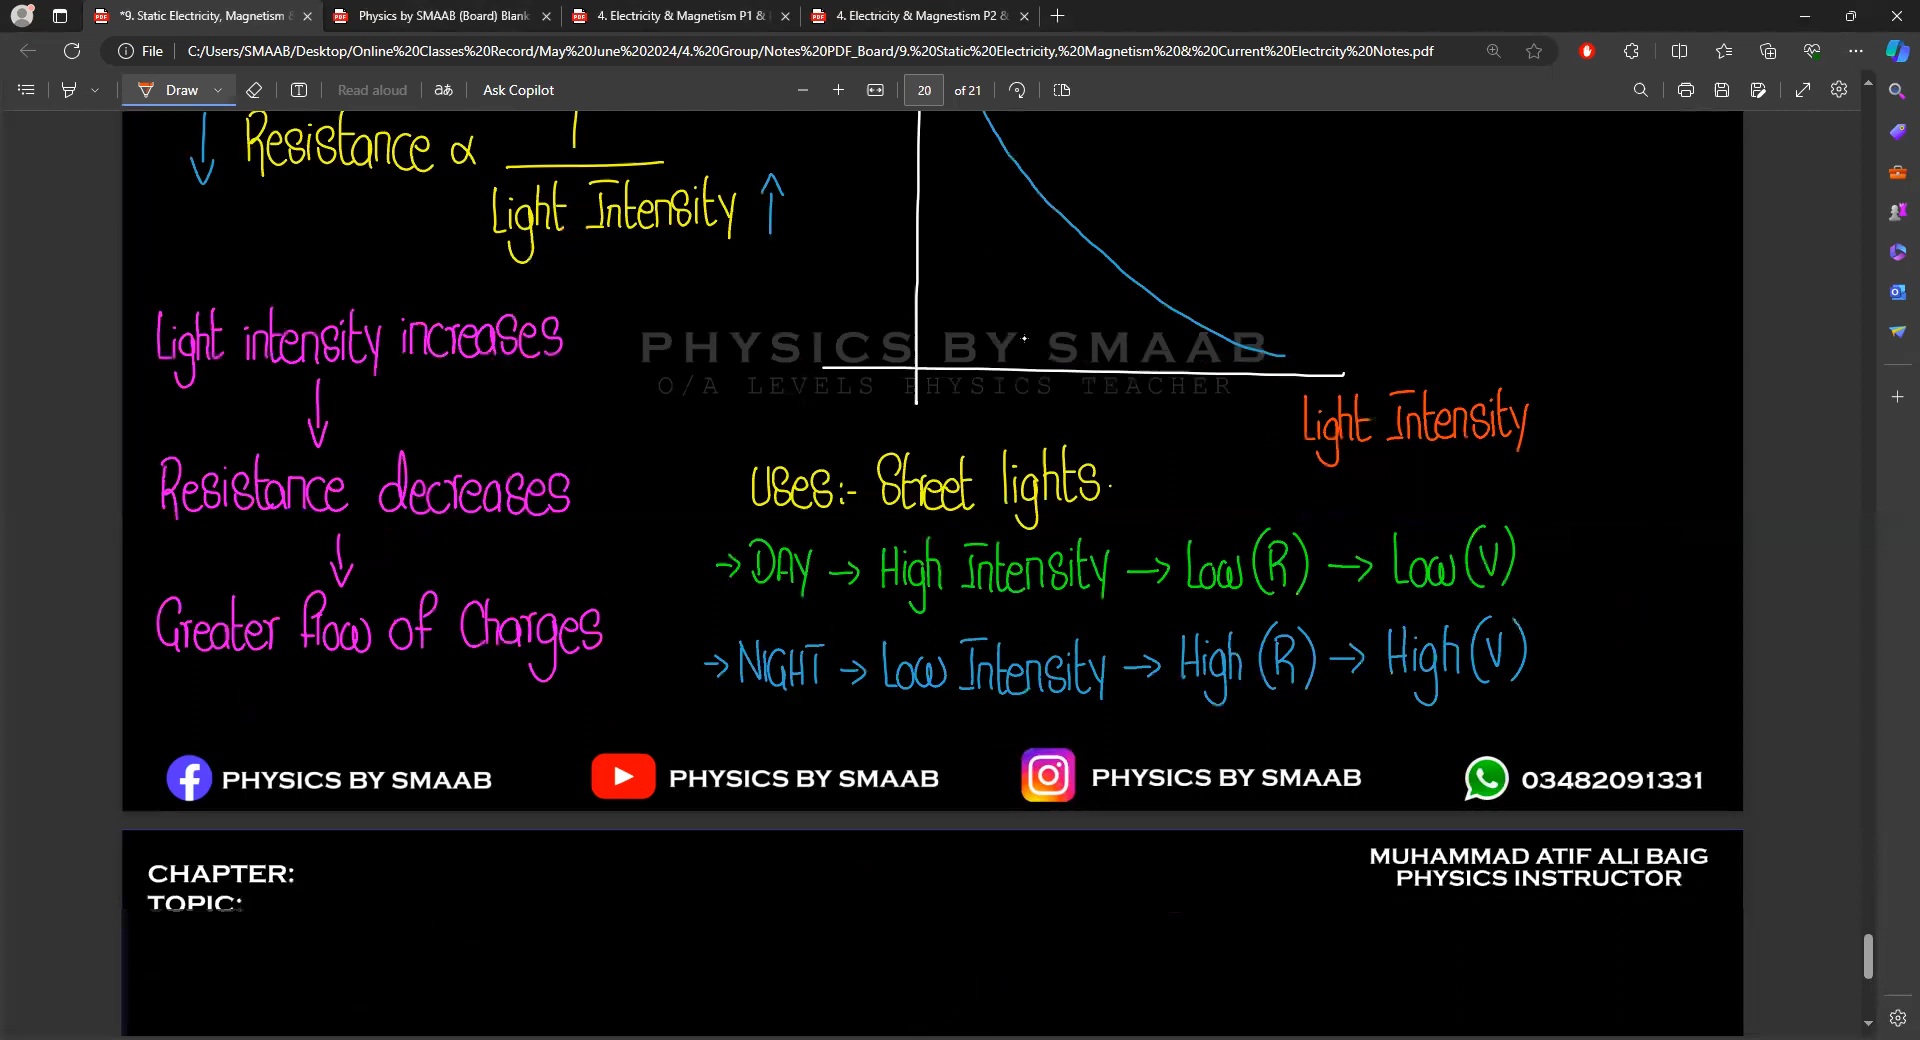 *9. Static Electricity, Magnetism &
Physics by SMAAB (Board) Blank
4. Electricity & Magnetism P1 &
4. Electricity & Magnestism P2 &
File
C:/Users/SMAAB/Desktop/Online%20Classes%20Record/May%20June%202024/4.%20Group/Notes%20PDF_Board/9.%20Static%20Electricity,%20Magnetism%20&%20Current%20Electrcity%20Notes.pdf
Draw
Read aloud
aあ
Ask Copilot
20
of 21
Resistance ∝ 1
Light Intensity
Light intensity increases
PHYSICS BY SMAAB
O/A LEVELS PHYSICS TEACHER
Light Intensity
Resistance decreases
Uses:- Street lights.
→ DAY → High Intensity → Low (R) → Low (V)
Greater flow of Charges
→ NIGHT → Low Intensity → High (R) → High (V)
PHYSICS BY SMAAB
PHYSICS BY SMAAB
PHYSICS BY SMAAB
03482091331
MUHAMMAD ATIF ALI BAIG
PHYSICS INSTRUCTOR
CHAPTER:
TOPIC: